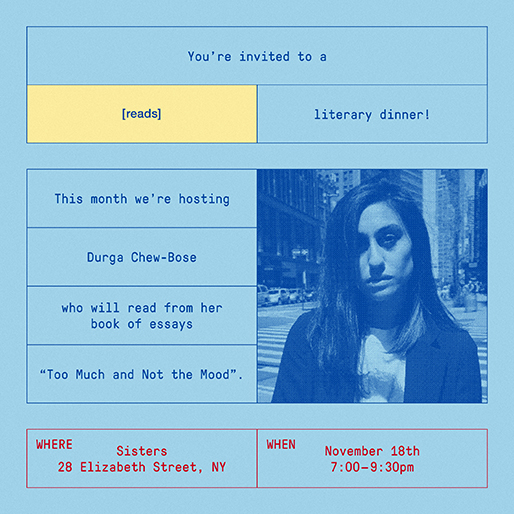 You're invited to a
[reads]
literary dinner!
This month we're hosting
Durga Chew-Bose
who will read from her
book of essays
“Too Much and Not the Mood”.
WHERE
Sisters
28 Elizabeth Street, NY
WHEN
November 18th
7:00–9:30pm